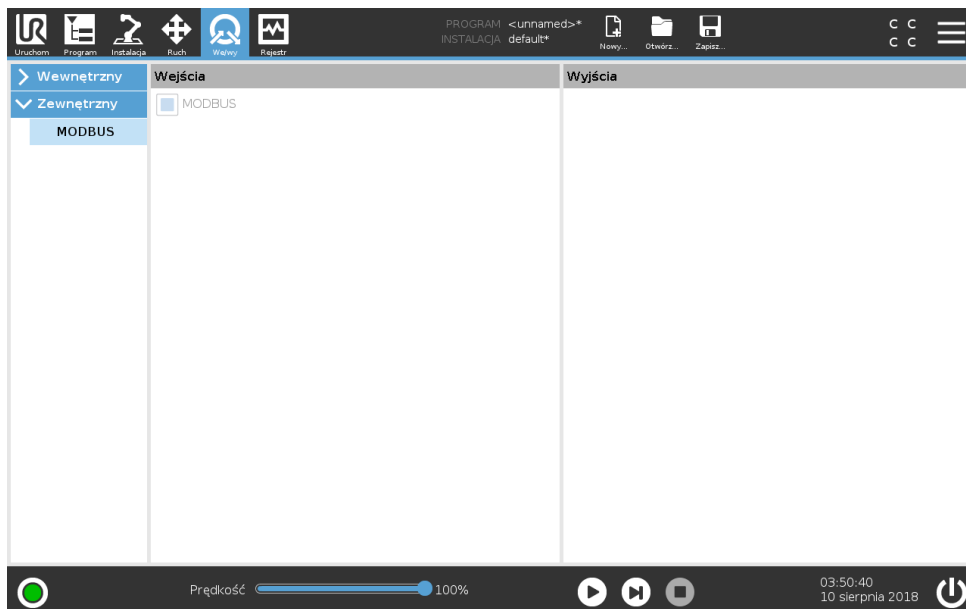 UR
Uruchom Program Instalacja Ruch We/wy Rejestr
PROGRAM <unnamed>*
INSTALACJA default*
Nowy... Otwórz... Zapisz...
C C
C C
Wewnętrzny
Zewnętrzny
MODBUS
Wejścia
MODBUS
Wyjścia
Prędkość 100%
03:50:40
10 sierpnia 2018